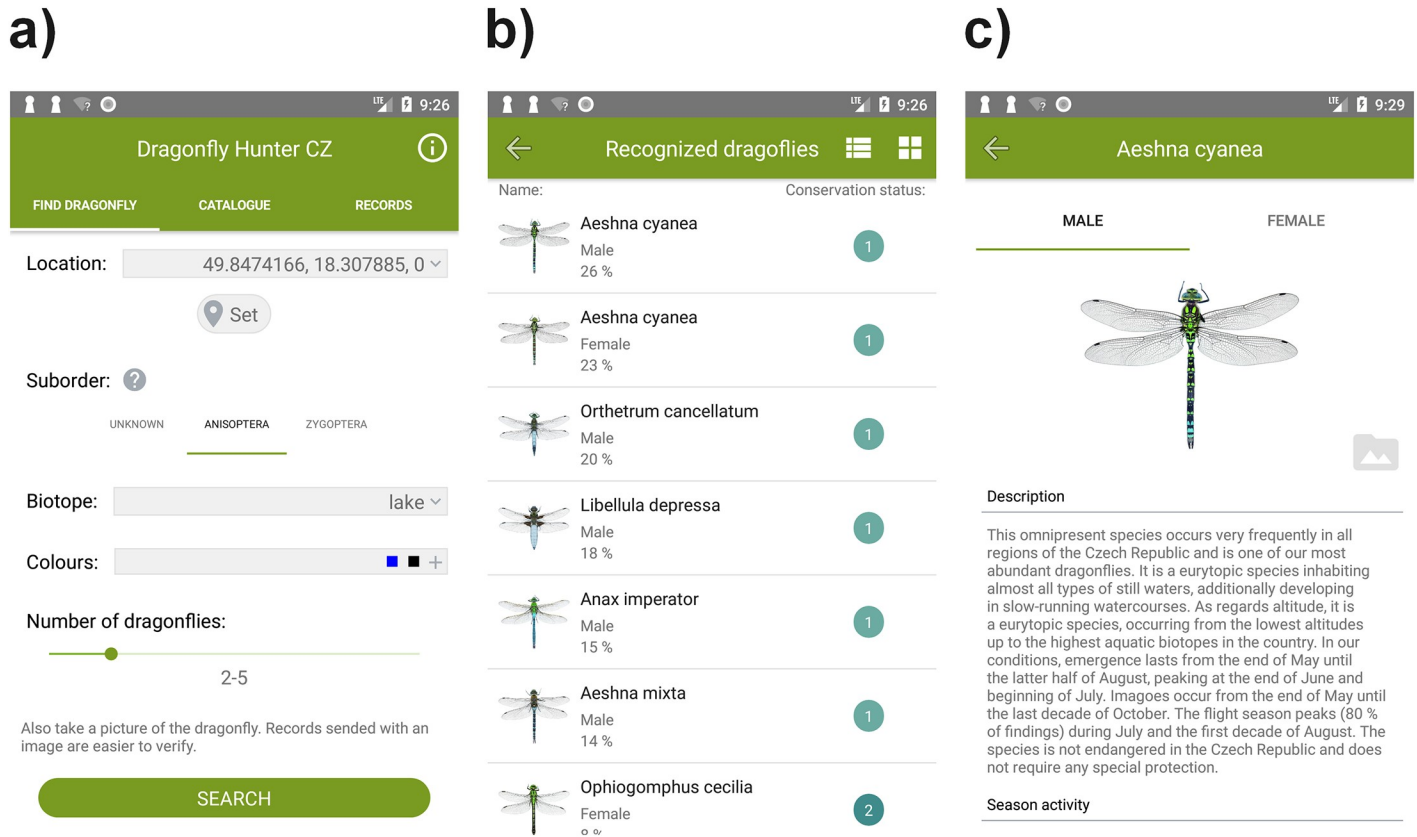 a)
9:26
LTE
Dragonfly Hunter CZ
FIND DRAGONFLY CATALOGUE RECORDS
Location: 49.8474166, 18.307885, 0
Set
Suborder: ?
UNKNOWN ANISOPTERA ZYGOPTERA
Biotope: lake
Colours:
Number of dragonflies:
2-5
Also take a picture of the dragonfly. Records sended with an
image are easier to verify.
SEARCH
b)
LTE 9:26
Recognized dragoflies
Name: Conservation status:
Aeshna cyanea
Male
26 %
1
Aeshna cyanea
Female
23 %
1
Orthetrum cancellatum
Male
20 %
1
Libellula depressa
Male
18 %
1
Anax imperator
Male
15 %
1
Aeshna mixta
Male
14 %
1
Ophiogomphus cecilia
Female
8 %
2
c)
LTE 9:29
Aeshna cyanea
MALE FEMALE
Description
This omnipresent species occurs very frequently in all
regions of the Czech Republic and is one of our most
abundant dragonflies. It is a eurytopic species inhabiting
almost all types of still waters, additionally developing
in slow-running watercourses. As regards altitude, it is
a eurytopic species, occurring from the lowest altitudes
up to the highest aquatic biotopes in the country. In our
conditions, emergence lasts from the end of May until
the latter half of August, peaking at the end of June and
beginning of July. Imagoes occur from the end of May until
the last decade of October. The flight season peaks (80 %
of findings) during July and the first decade of August. The
species is not endangered in the Czech Republic and does
not require any special protection.
Season activity